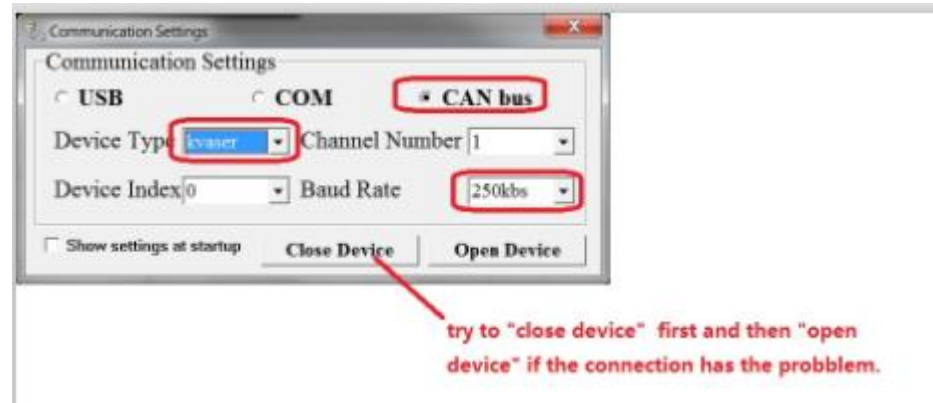 Communication Settings
Communication Settings
USB COM CAN bus
Device Type kvaser Channel Number 1
Device Index 0 Baud Rate 250kbs
Show settings at startup Close Device Open Device
try to "close device" first and then "open
device" if the connection has the probblem.